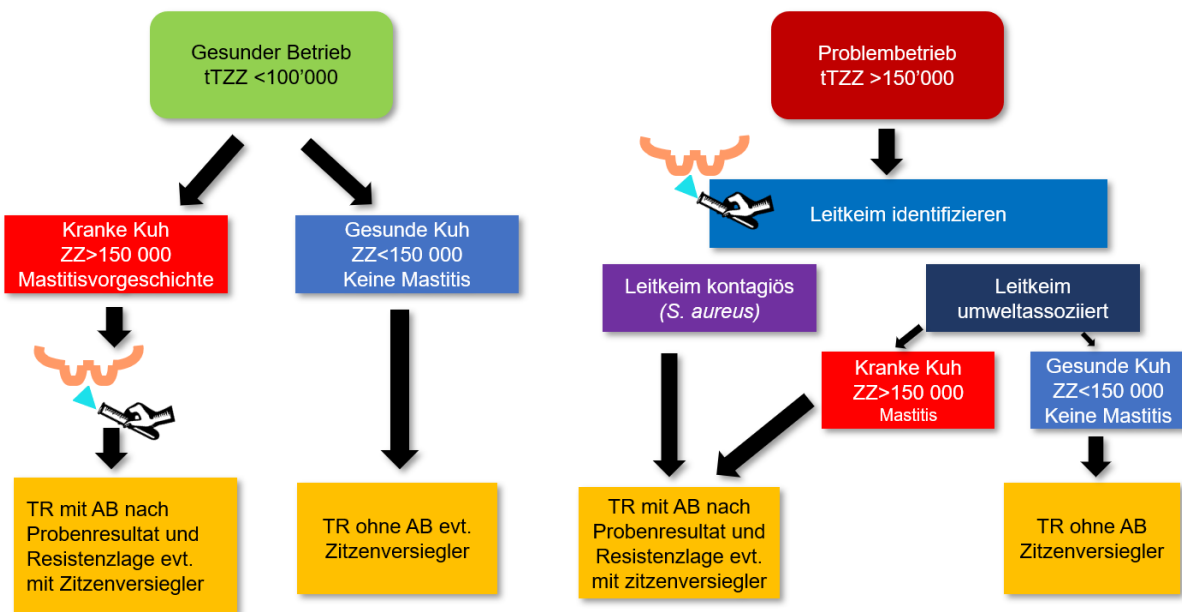 Gesunder Betrieb
tTZZ <100’000
Kranke Kuh
ZZ>150 000
Mastitisvorgeschichte
Gesunde Kuh
ZZ<150 000
Keine Mastitis
TR mit AB nach
Probenresultat und
Resistenzlage evt.
mit Zitzenversiegler
TR ohne AB evt.
Zitzenversiegler
Problembetrieb
tTZZ >150’000
Leitkeim identifizieren
Leitkeim kontagiös
(S. aureus)
Leitkeim
umweltassoziiert
Kranke Kuh
ZZ>150 000
Mastitis
Gesunde Kuh
ZZ<150 000
Keine Mastitis
TR mit AB nach
Probenresultat und
Resistenzlage evt.
mit zitzenversiegler
TR ohne AB
Zitzenversiegler